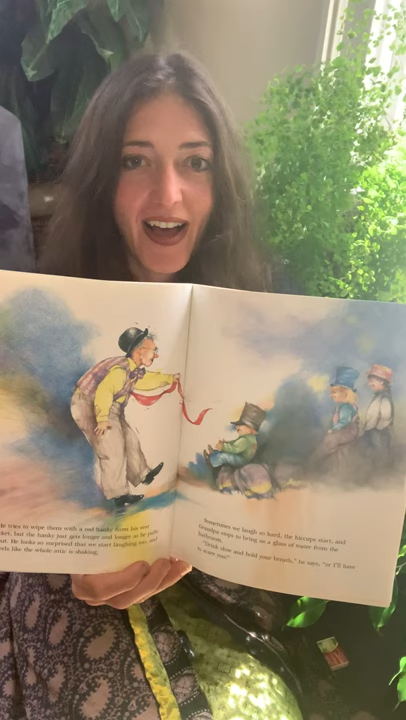 He tries to wipe them with a red hanky from his vest
pocket, but the hanky just gets longer and longer as he pulls
out. He looks so surprised that we start laughing too, and
like the whole attic is shaking.
Sometimes we laugh so hard, the hiccups start, and
Grandpa stops to bring us a glass of water from the
bathroom.
"Drink slow and hold your breath," he says, "or I'll have
to scare you!"